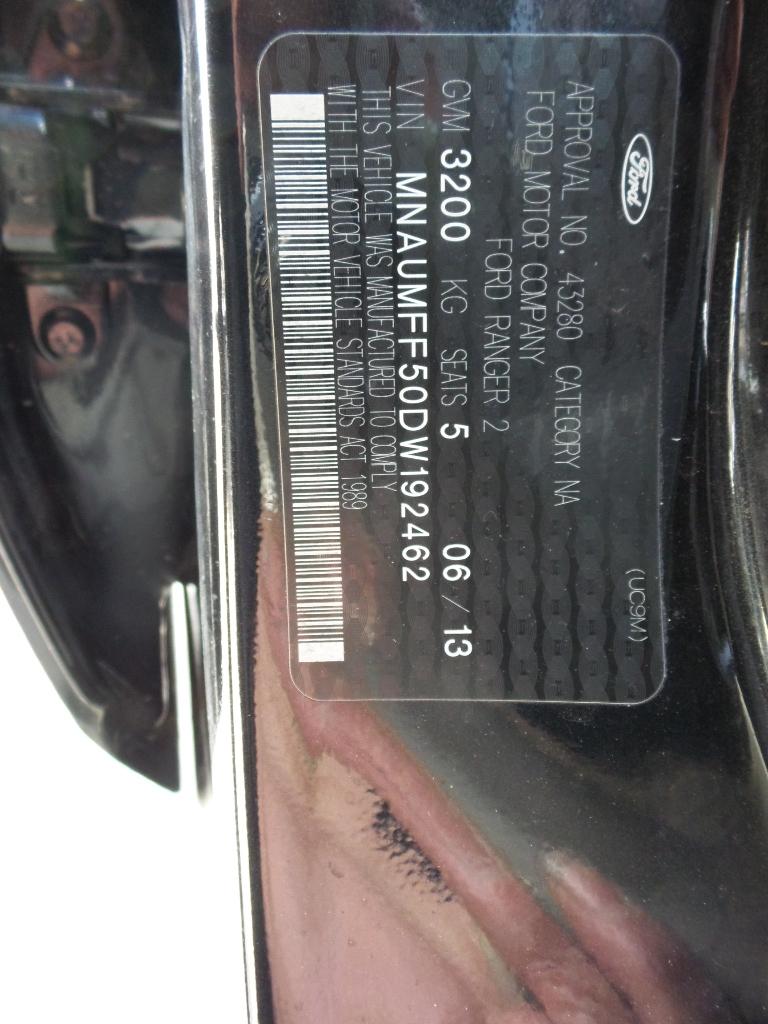 Ford
(UC9M)
APPROVAL NO. 43280 CATEGORY NA
FORD MOTOR COMPANY
FORD RANGER 2
GVM 3200 KG SEATS 5 06/13
VIN MNAUMFF50DW192462
THIS VEHICLE WAS MANUFACTURED TO COMPLY
WITH THE MOTOR VEHICLE STANDARDS ACT 1989